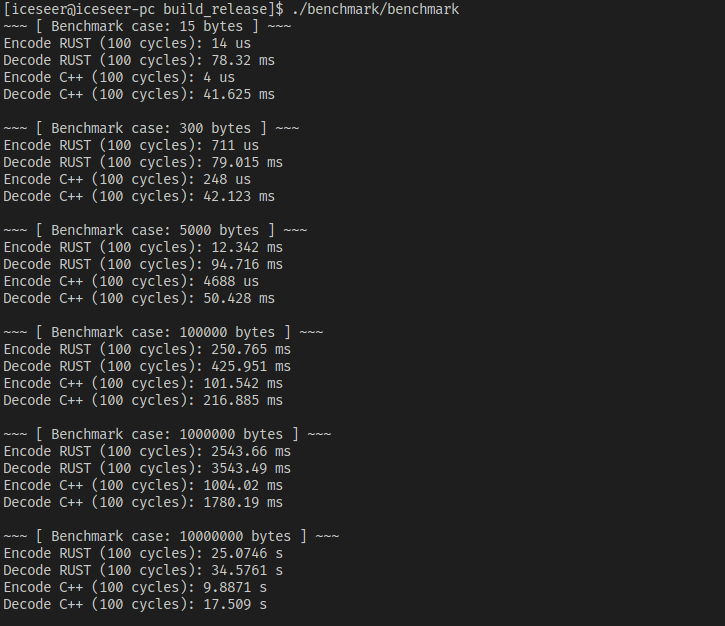 [iceseer@iceseer-pc build_release]$ ./benchmark/benchmark
~~~ [ Benchmark case: 15 bytes ] ~~~
Encode RUST (100 cycles): 14 us
Decode RUST (100 cycles): 78.32 ms
Encode C++ (100 cycles): 4 us
Decode C++ (100 cycles): 41.625 ms

~~~ [ Benchmark case: 300 bytes ] ~~~
Encode RUST (100 cycles): 711 us
Decode RUST (100 cycles): 79.015 ms
Encode C++ (100 cycles): 248 us
Decode C++ (100 cycles): 42.123 ms

~~~ [ Benchmark case: 5000 bytes ] ~~~
Encode RUST (100 cycles): 12.342 ms
Decode RUST (100 cycles): 94.716 ms
Encode C++ (100 cycles): 4688 us
Decode C++ (100 cycles): 50.428 ms

~~~ [ Benchmark case: 100000 bytes ] ~~~
Encode RUST (100 cycles): 250.765 ms
Decode RUST (100 cycles): 425.951 ms
Encode C++ (100 cycles): 101.542 ms
Decode C++ (100 cycles): 216.885 ms

~~~ [ Benchmark case: 1000000 bytes ] ~~~
Encode RUST (100 cycles): 2543.66 ms
Decode RUST (100 cycles): 3543.49 ms
Encode C++ (100 cycles): 1004.02 ms
Decode C++ (100 cycles): 1780.19 ms

~~~ [ Benchmark case: 10000000 bytes ] ~~~
Encode RUST (100 cycles): 25.0746 s
Decode RUST (100 cycles): 34.5761 s
Encode C++ (100 cycles): 9.8871 s
Decode C++ (100 cycles): 17.509 s